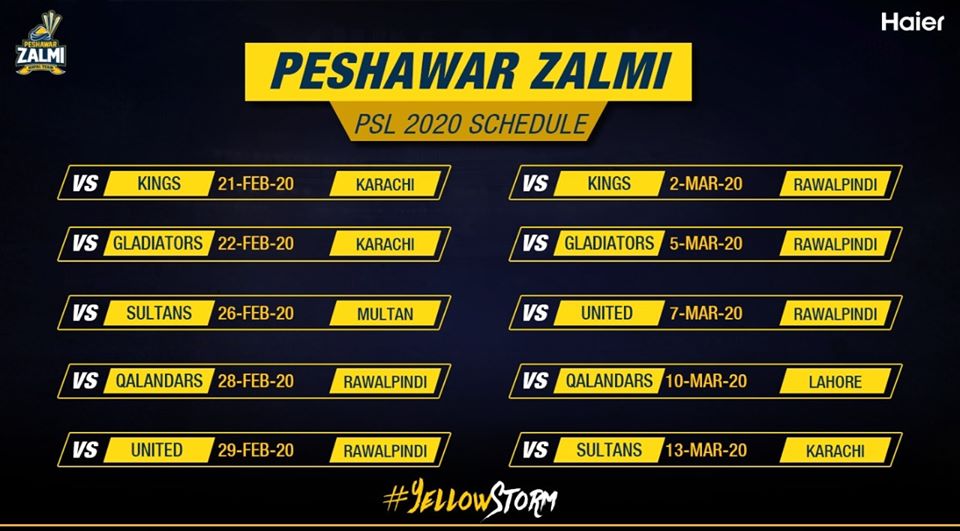 PESHAWAR
ZALMI
Haier
PESHAWAR ZALMI
PSL 2020 SCHEDULE
VS KINGS 21-FEB-20 KARACHI
VS GLADIATORS 22-FEB-20 KARACHI
VS SULTANS 26-FEB-20 MULTAN
VS QALANDARS 28-FEB-20 RAWALPINDI
VS UNITED 29-FEB-20 RAWALPINDI
VS KINGS 2-MAR-20 RAWALPINDI
VS GLADIATORS 5-MAR-20 RAWALPINDI
VS UNITED 7-MAR-20 RAWALPINDI
VS QALANDARS 10-MAR-20 LAHORE
VS SULTANS 13-MAR-20 KARACHI
#YELLOWSTORM